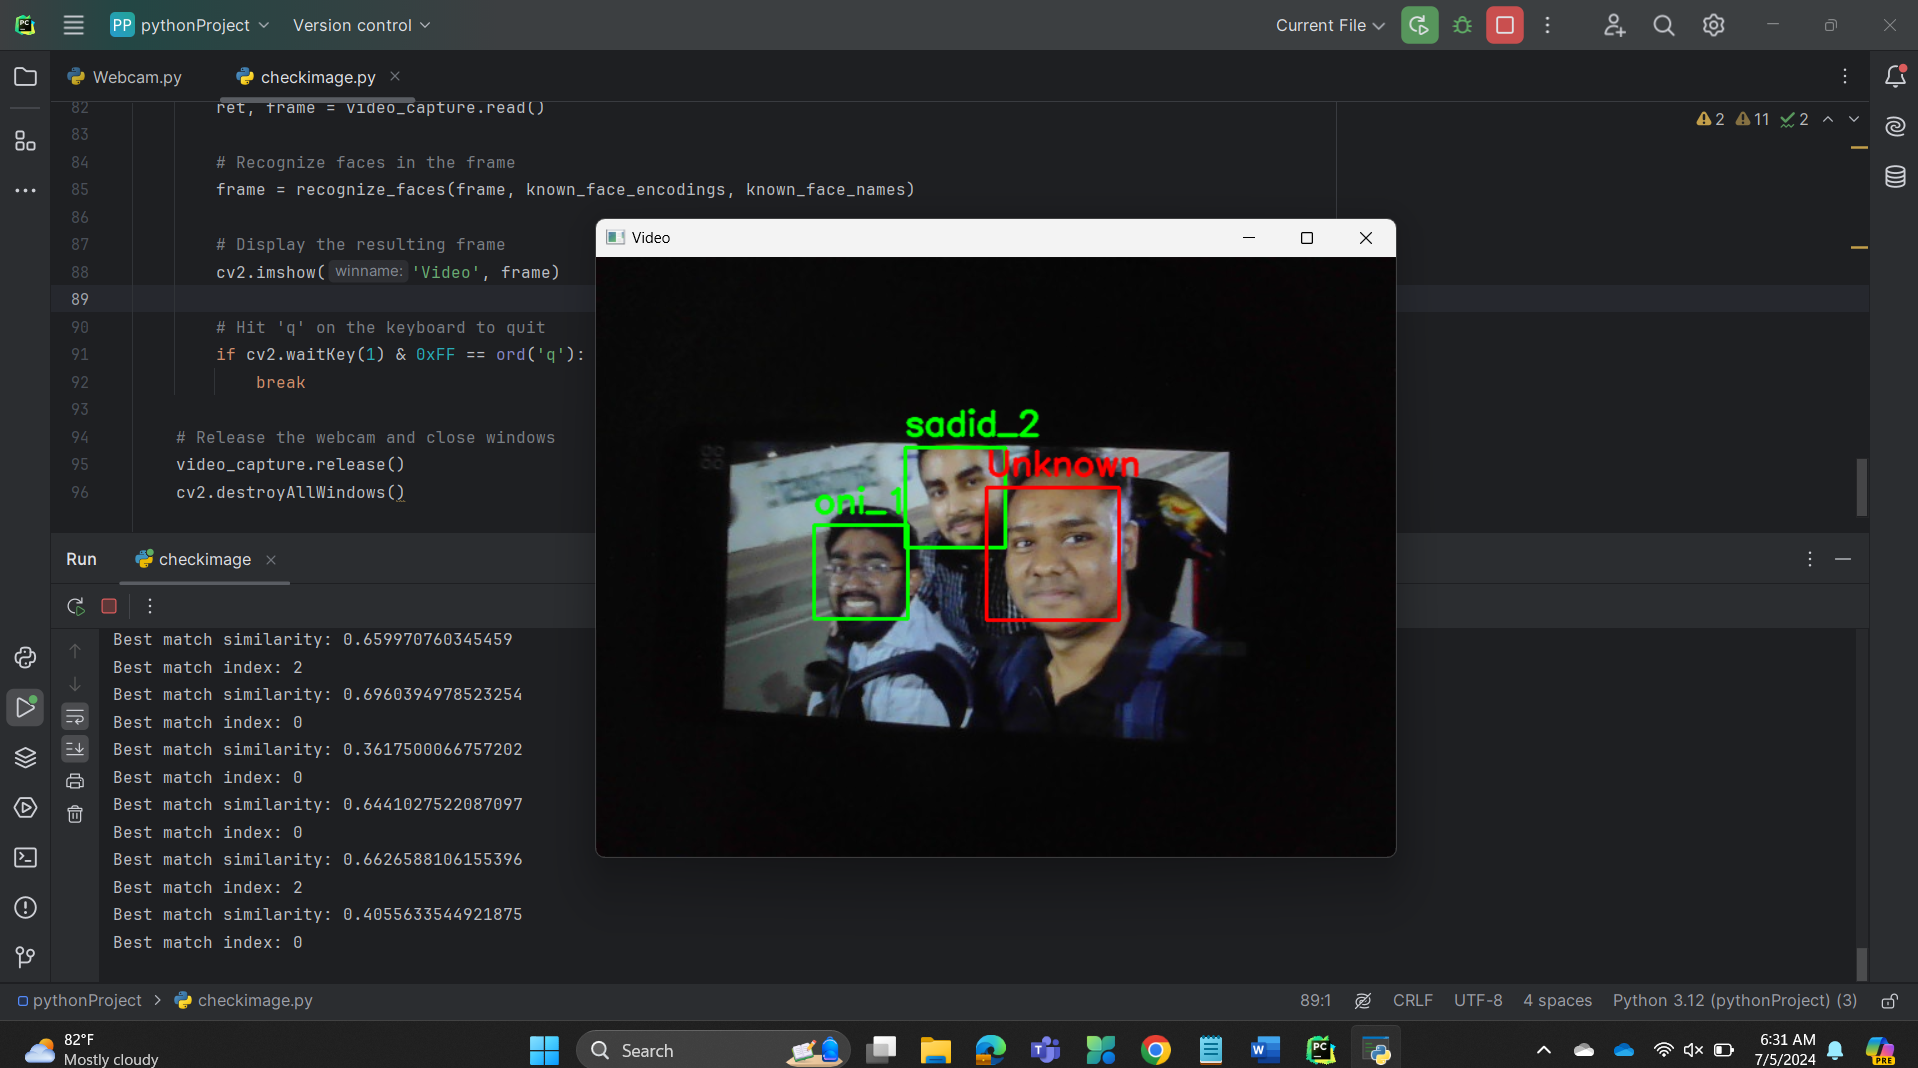 PP pythonProject Version control Current File
Webcam.py checkimage.py
82 ret, frame = video_capture.read()
2 11 2
83
84 # Recognize faces in the frame
85 frame = recognize_faces(frame, known_face_encodings, known_face_names)
86
87 # Display the resulting frame
88 cv2.imshow( winname: 'Video', frame)
89
90 # Hit 'q' on the keyboard to quit
91 if cv2.waitKey(1) & 0xFF == ord('q'):
92 break
93
94 # Release the webcam and close windows
95 video_capture.release()
96 cv2.destroyAllWindows()
Video
sadid_2
Unknown
oni_1
Run checkimage
Best match similarity: 0.659970760345459
Best match index: 2
Best match similarity: 0.6960394978523254
Best match index: 0
Best match similarity: 0.3617500066757202
Best match index: 0
Best match similarity: 0.6441027522087097
Best match index: 0
Best match similarity: 0.6626588106155396
Best match index: 2
Best match similarity: 0.4055633544921875
Best match index: 0
pythonProject > checkimage.py 89:1 CRLF UTF-8 4 spaces Python 3.12 (pythonProject) (3)
82°F
Mostly cloudy
Search
6:31 AM
7/5/2024
PRE